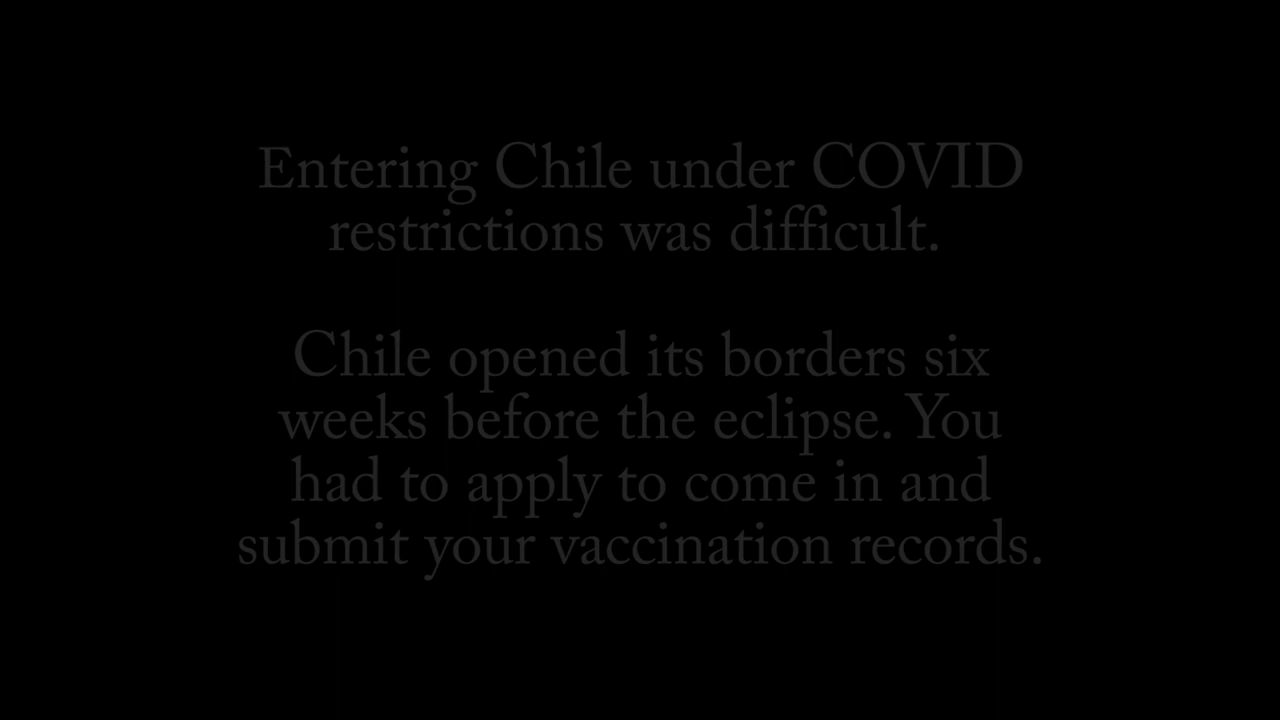 Entering Chile under COVID
restrictions was difficult.
Chile opened its borders six
weeks before the eclipse. You
had to apply to come in and
submit your vaccination records.